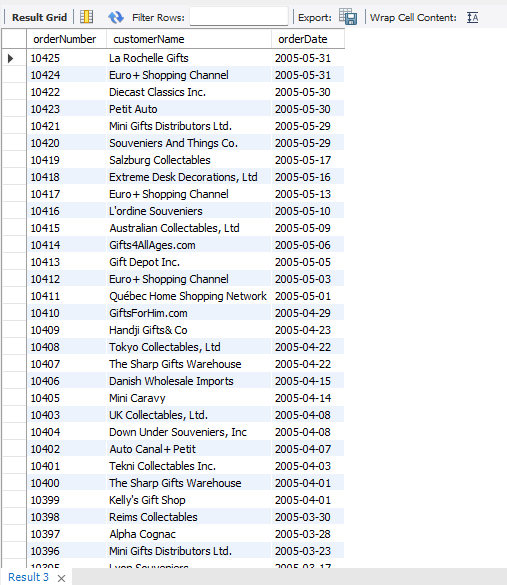 Result Grid Filter Rows: Export: Wrap Cell Content: IA
orderNumber customerName orderDate
10425 La Rochelle Gifts 2005-05-31
10424 Euro+ Shopping Channel 2005-05-31
10422 Diecast Classics Inc. 2005-05-30
10423 Petit Auto 2005-05-30
10421 Mini Gifts Distributors Ltd. 2005-05-29
10420 Souveniers And Things Co. 2005-05-29
10419 Salzburg Collectables 2005-05-17
10418 Extreme Desk Decorations, Ltd 2005-05-16
10417 Euro+ Shopping Channel 2005-05-13
10416 L'ordine Souveniers 2005-05-10
10415 Australian Collectables, Ltd 2005-05-09
10414 Gifts4AllAges.com 2005-05-06
10413 Gift Depot Inc. 2005-05-05
10412 Euro+ Shopping Channel 2005-05-03
10411 Québec Home Shopping Network 2005-05-01
10410 GiftsForHim.com 2005-04-29
10409 Handji Gifts& Co 2005-04-23
10408 Tokyo Collectables, Ltd 2005-04-22
10407 The Sharp Gifts Warehouse 2005-04-22
10406 Danish Wholesale Imports 2005-04-15
10405 Mini Caravy 2005-04-14
10403 UK Collectables, Ltd. 2005-04-08
10404 Down Under Souveniers, Inc 2005-04-08
10402 Auto Canal+ Petit 2005-04-07
10401 Tekni Collectables Inc. 2005-04-03
10400 The Sharp Gifts Warehouse 2005-04-01
10399 Kelly's Gift Shop 2005-04-01
10398 Reims Collectables 2005-03-30
10397 Alpha Cognac 2005-03-28
10396 Mini Gifts Distributors Ltd. 2005-03-23
10395 Lyon Souveniers 2005-03-17
Result 3